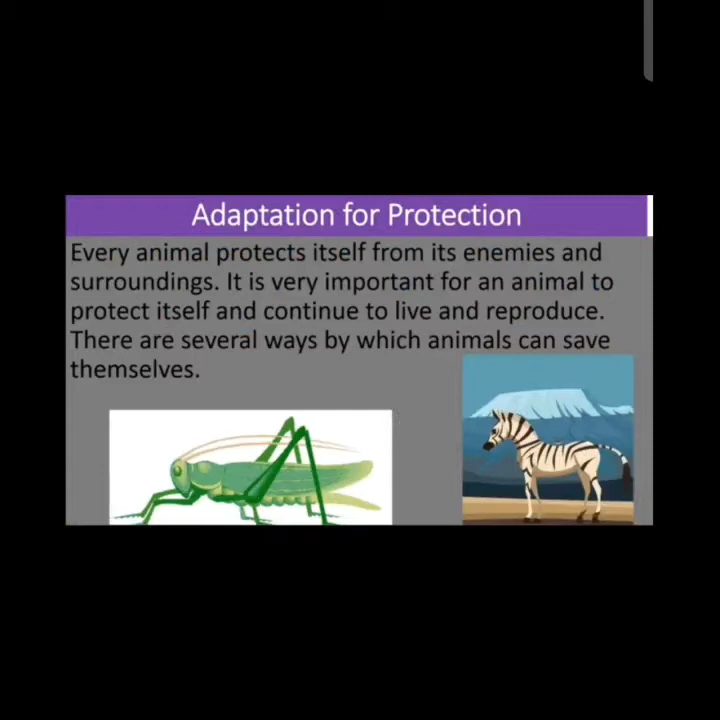 Adaptation for Protection
Every animal protects itself from its enemies and
surroundings. It is very important for an animal to
protect itself and continue to live and reproduce.
There are several ways by which animals can save
themselves.